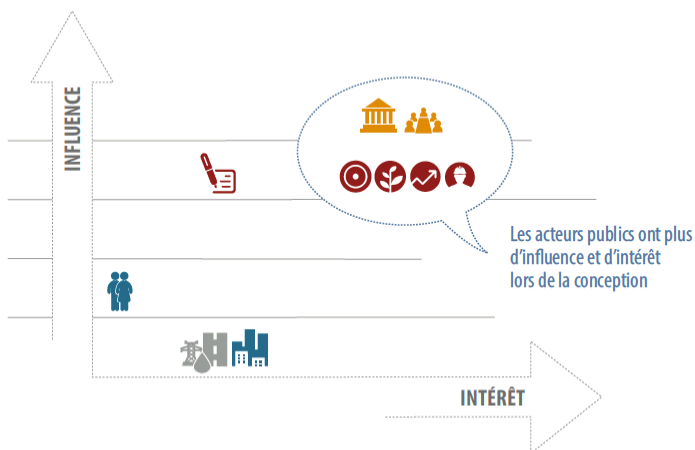 INFLUENCE
Les acteurs publics ont plus
d'influence et d'intérêt
lors de la conception
INTÉRÊT